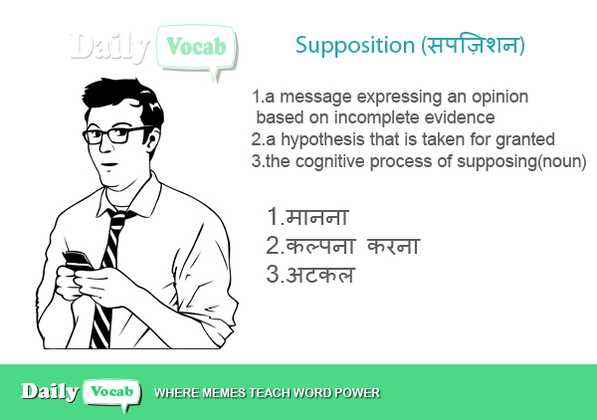 Daily Vocab
Supposition (सपज़िशन)
1.a message expressing an opinion
based on incomplete evidence
2.a hypothesis that is taken for granted
3.the cognitive process of supposing(noun)
1.मानना
2.कल्पना करना
3.अटकल
Daily Vocab WHERE MEMES TEACH WORD POWER